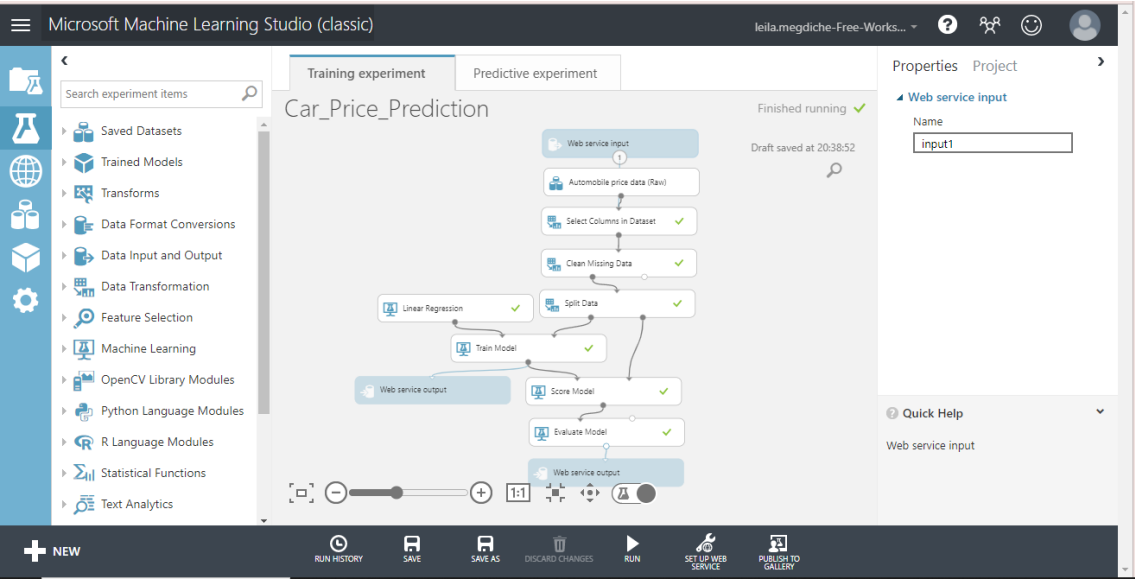 Microsoft Machine Learning Studio (classic)
leila.megdiche-Free-Works...
?
Search experiment items
Saved Datasets
Trained Models
Transforms
Data Format Conversions
Data Input and Output
Data Transformation
Feature Selection
Machine Learning
OpenCV Library Modules
Python Language Modules
R Language Modules
Statistical Functions
Text Analytics
Training experiment
Predictive experiment
Car_Price_Prediction
Finished running
Draft saved at 20:38:52
Web service input
1
Automobile price data (Raw)
Select Columns in Dataset
Clean Missing Data
Split Data
Linear Regression
Train Model
Web service output
Score Model
Evaluate Model
Web service output
1:1
Properties
Project
Web service input
Name
input1
? Quick Help
Web service input
NEW
RUN HISTORY
SAVE
SAVE AS
DISCARD CHANGES
RUN
SET UP WEB
SERVICE
PUBLISH TO
GALLERY